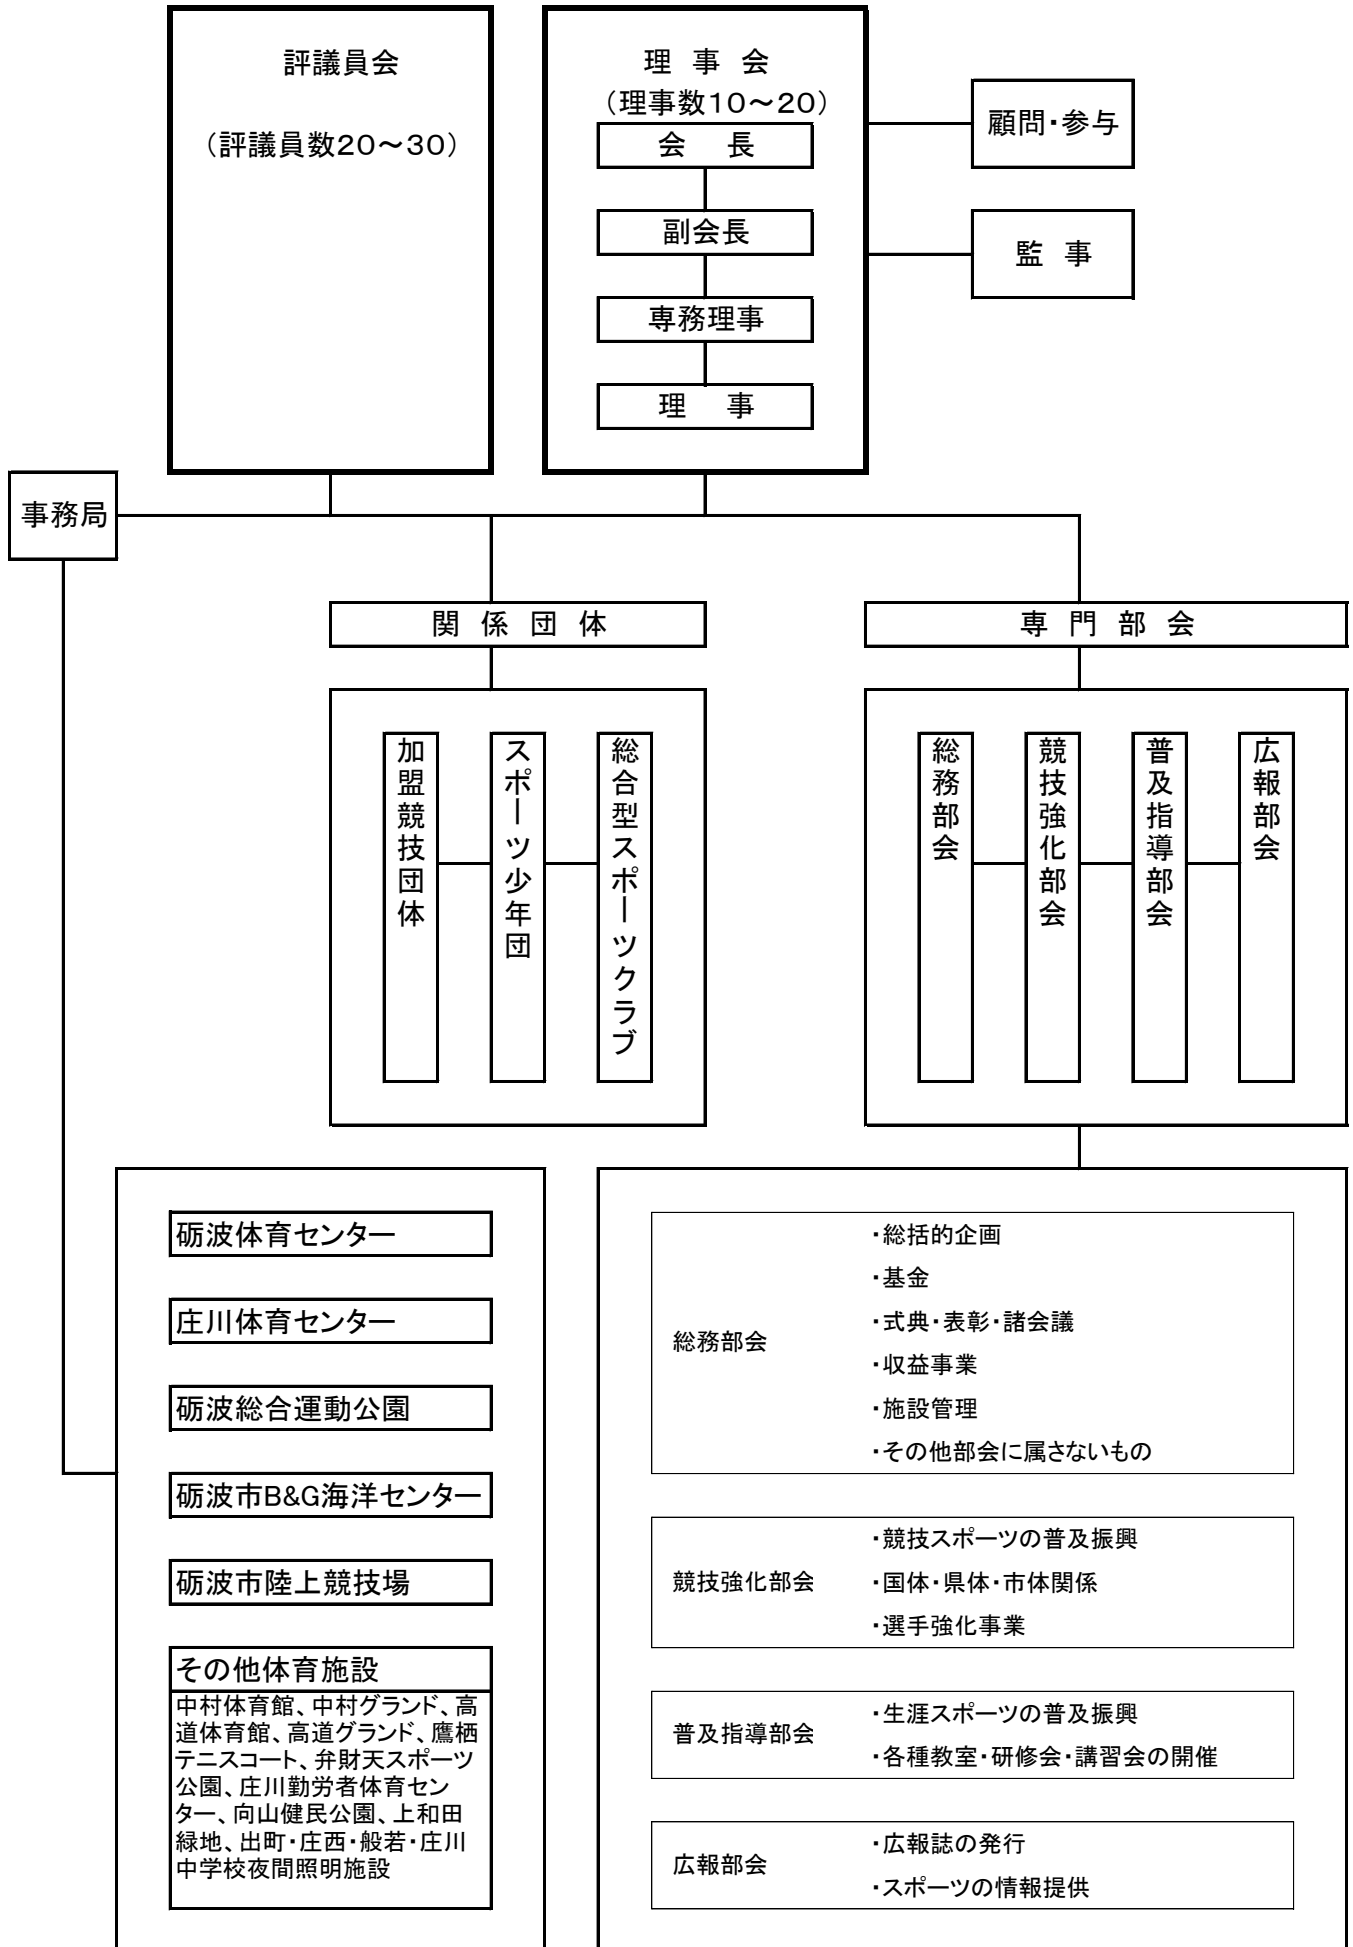 評議員会
（評議員数20～30）
理　事　会
（理事数10～20）
会　　長
副会長
専務理事
理　　事
顧問・参与
監　事
事務局
関　係　団　体
専　門　部　会
加盟競技団体
スポーツ少年団
総合型スポーツクラブ
総務部会
競技強化部会
普及指導部会
広報部会
砺波体育センター
庄川体育センター
砺波総合運動公園
砺波市B&G海洋センター
砺波市陸上競技場
その他体育施設
中村体育館、中村グランド、高
道体育館、高道グランド、鷹栖
テニスコート、弁財天スポーツ
公園、庄川勤労者体育セン
ター、向山健民公園、上和田
緑地、出町・庄西・般若・庄川
中学校夜間照明施設
総務部会
・総括的企画
・基金
・式典・表彰・諸会議
・収益事業
・施設管理
・その他部会に属さないもの
競技強化部会
・競技スポーツの普及振興
・国体・県体・市体関係
・選手強化事業
普及指導部会
・生涯スポーツの普及振興
・各種教室・研修会・講習会の開催
広報部会
・広報誌の発行
・スポーツの情報提供